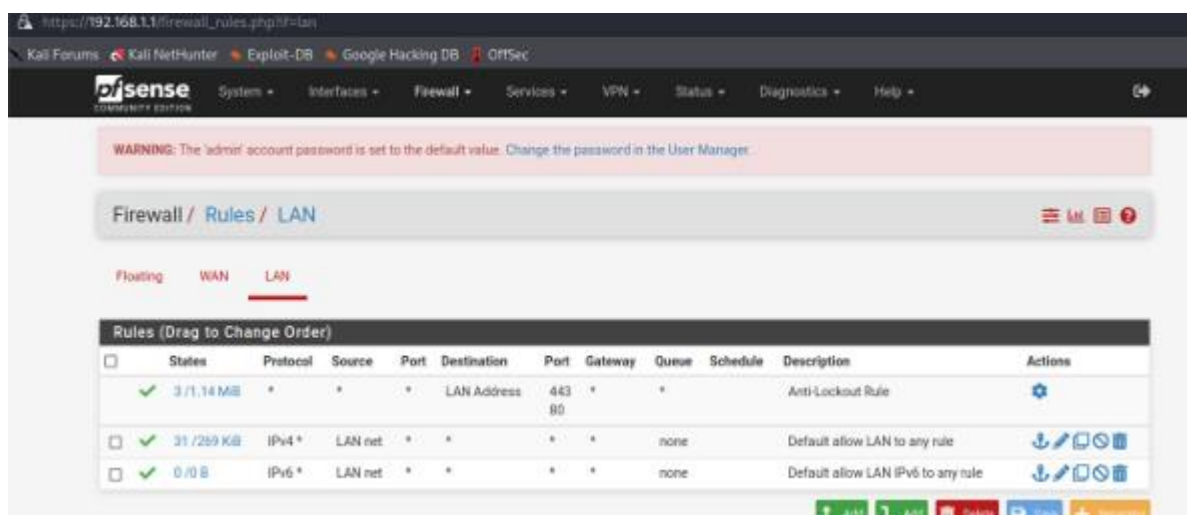 https://192.168.1.1/firewall_rules.php?if=lan
Kali Forums Kali NetHunter Exploit-DB Google Hacking DB OffSec
pfsense System Interfaces Firewall Services VPN Status Diagnostics Help
COMMUNITY EDITION
WARNING: The 'admin' account password is set to the default value. Change the password in the User Manager.
Firewall / Rules / LAN
Floating WAN LAN
Rules (Drag to Change Order)
States Protocol Source Port Destination Port Gateway Queue Schedule Description Actions
3 /1.14 MiB * * * LAN Address 443 * * Anti-Lockout Rule
80
31 /269 KiB IPv4 * LAN net * * * * none Default allow LAN to any rule
0 /0 B IPv6 * LAN net * * * * none Default allow LAN IPv6 to any rule
Add Add Delete Save Separator